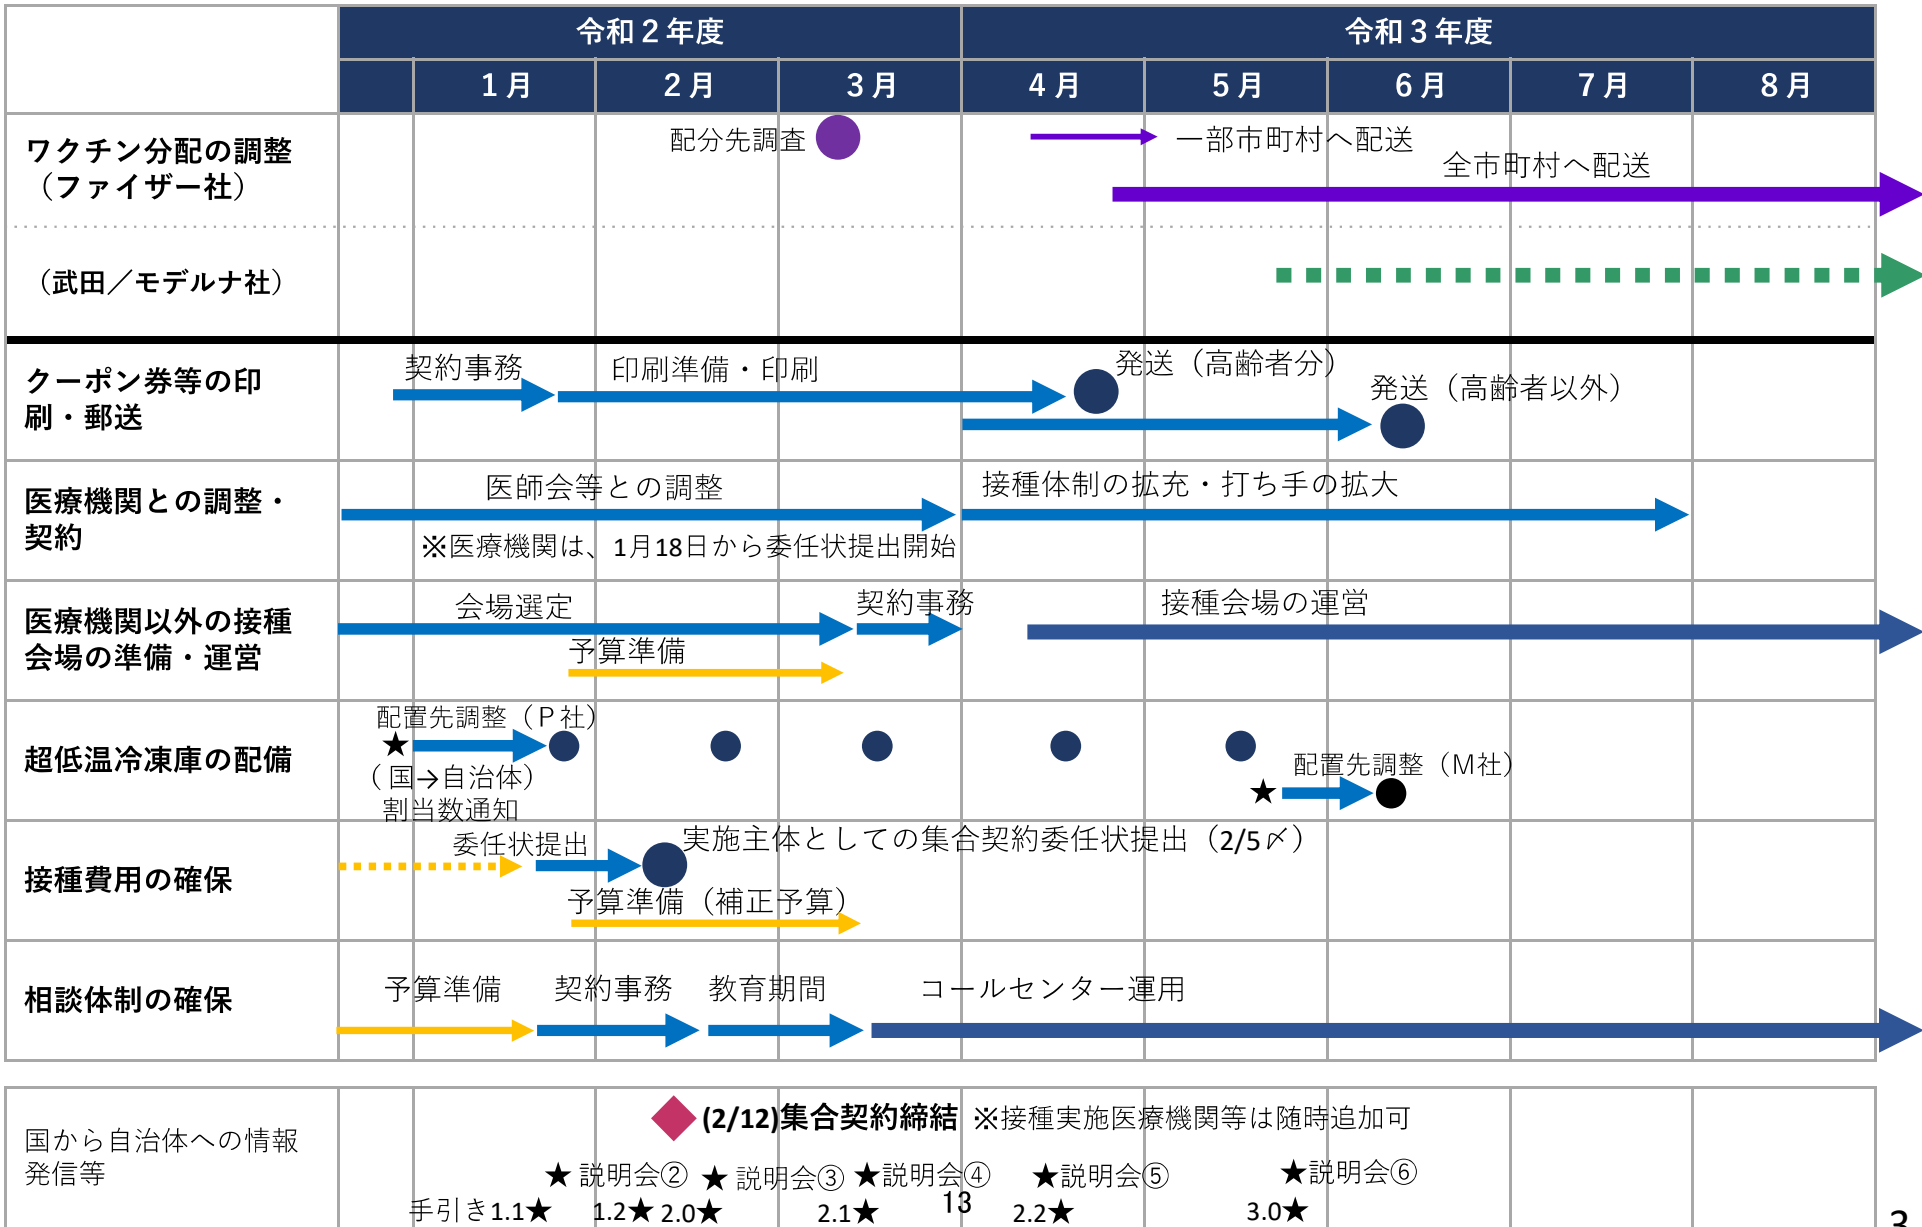 令和２年度
令和３年度
1月
2月
3月
4月
5月
6月
7月
8月
ワクチン分配の調整
（ファイザー社）
配分先調査
一部市町村へ配送
全市町村へ配送
（武田／モデルナ社）
クーポン券等の印
刷・郵送
契約事務
印刷準備・印刷
発送（高齢者分）
発送（高齢者以外）
医療機関との調整・
契約
医師会等との調整
接種体制の拡充・打ち手の拡大
※医療機関は、1月18日から委任状提出開始
医療機関以外の接種
会場の準備・運営
会場選定
契約事務
接種会場の運営
予算準備
超低温冷凍庫の配備
配置先調整（Ｐ社）
★
（国→自治体）
割当数通知
配置先調整（Ｍ社）
★
接種費用の確保
委任状提出
実施主体としての集合契約委任状提出（2/5〆）
予算準備（補正予算）
相談体制の確保
予算準備
契約事務
教育期間
コールセンター運用
国から自治体への情報
発信等
(2/12)集合契約締結 ※接種実施医療機関等は随時追加可
★ 説明会②
★ 説明会③
★説明会④
★説明会⑤
★説明会⑥
手引き1.1★
1.2★
2.0★
2.1★
2.2★
3.0★
13
3